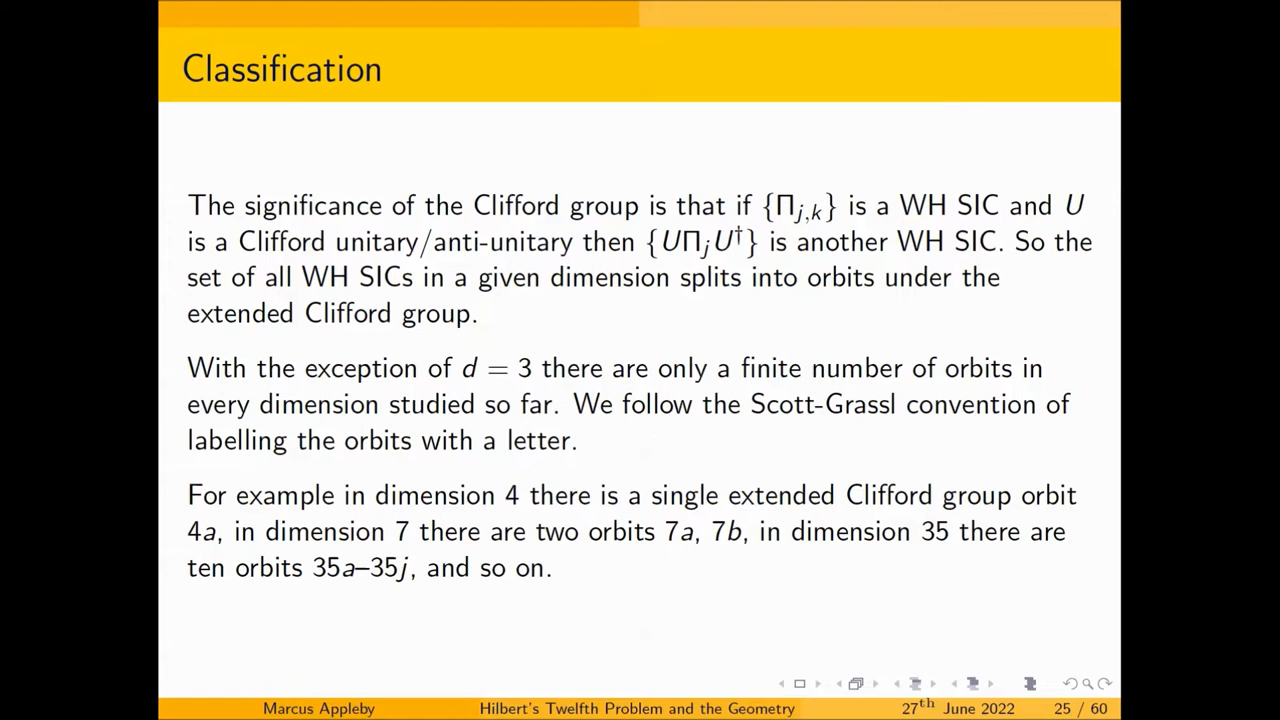 Classification
The significance of the Clifford group is that if {Π_{j,k}} is a WH SIC and U
is a Clifford unitary/anti-unitary then {UΠ_jU†} is another WH SIC. So the
set of all WH SICs in a given dimension splits into orbits under the
extended Clifford group.
With the exception of d = 3 there are only a finite number of orbits in
every dimension studied so far. We follow the Scott-Grassl convention of
labelling the orbits with a letter.
For example in dimension 4 there is a single extended Clifford group orbit
4a, in dimension 7 there are two orbits 7a, 7b, in dimension 35 there are
ten orbits 35a–35j, and so on.
Marcus Appleby Hilbert's Twelfth Problem and the Geometry 27th June 2022 25 / 60